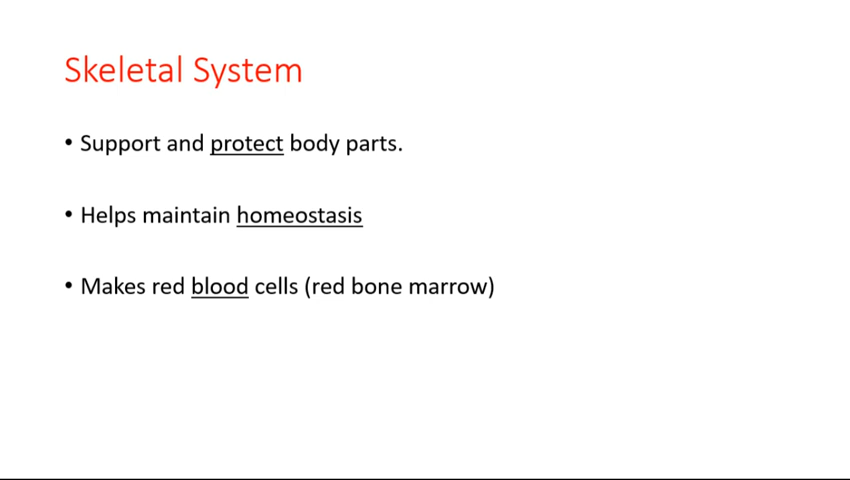 Skeletal System
• Support and protect body parts.
• Helps maintain homeostasis
• Makes red blood cells (red bone marrow)